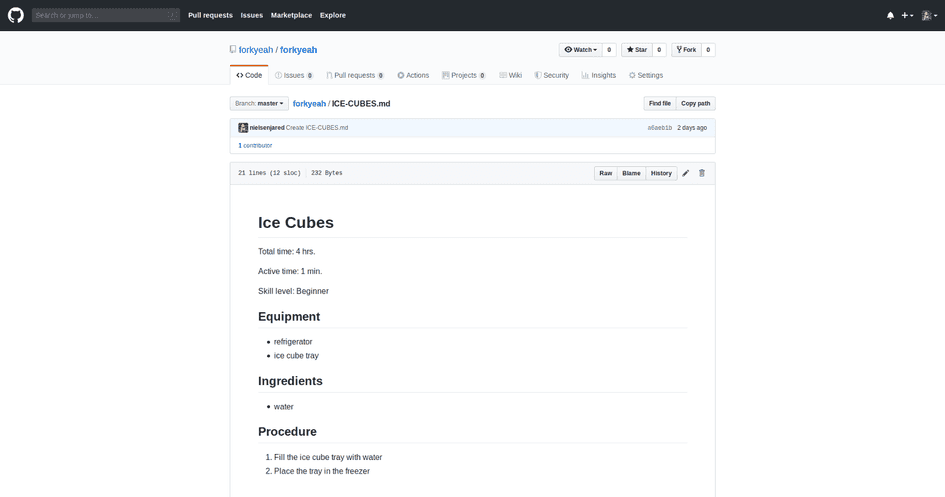 Search or jump to... /
Pull requests Issues Marketplace Explore
forkyeah / forkyeah
Watch 0 Star 0 Fork 0
Code Issues 0 Pull requests 0 Actions Projects 0 Wiki Security Insights Settings
Branch: master forkyeah / ICE-CUBES.md Find file Copy path
nielsenjared Create ICE-CUBES.md a6aeb1b 2 days ago
1 contributor
21 lines (12 sloc) 232 Bytes Raw Blame History
Ice Cubes
Total time: 4 hrs.
Active time: 1 min.
Skill level: Beginner
Equipment
• refrigerator
• ice cube tray
Ingredients
• water
Procedure
1. Fill the ice cube tray with water
2. Place the tray in the freezer